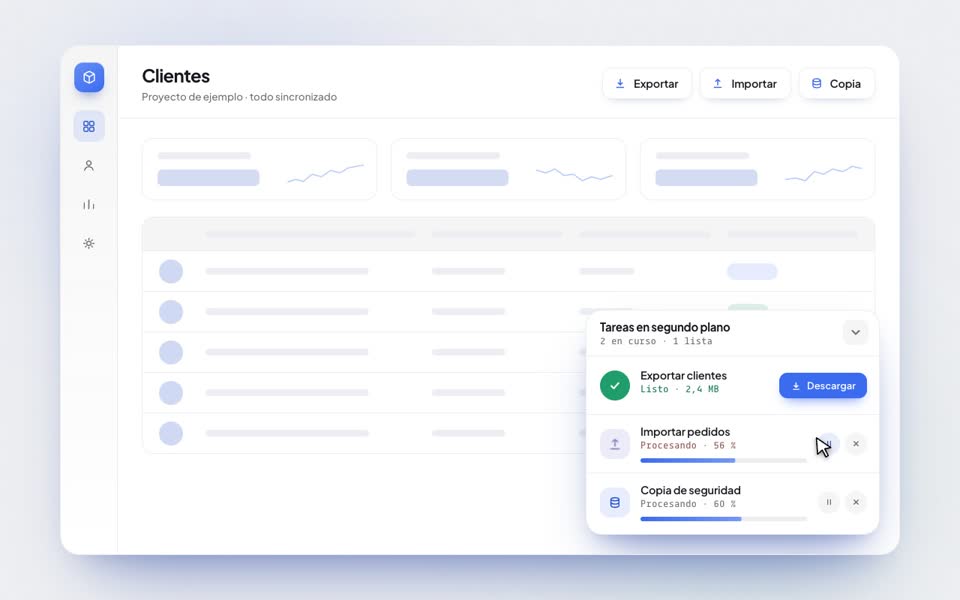 Clientes
Proyecto de ejemplo · todo sincronizado
Exportar
Importar
Copia
Tareas en segundo plano
2 en curso · 1 lista
Exportar clientes
Listo · 2,4 MB
Descargar
Importar pedidos
Procesando · 56 %
Copia de seguridad
Procesando · 60 %